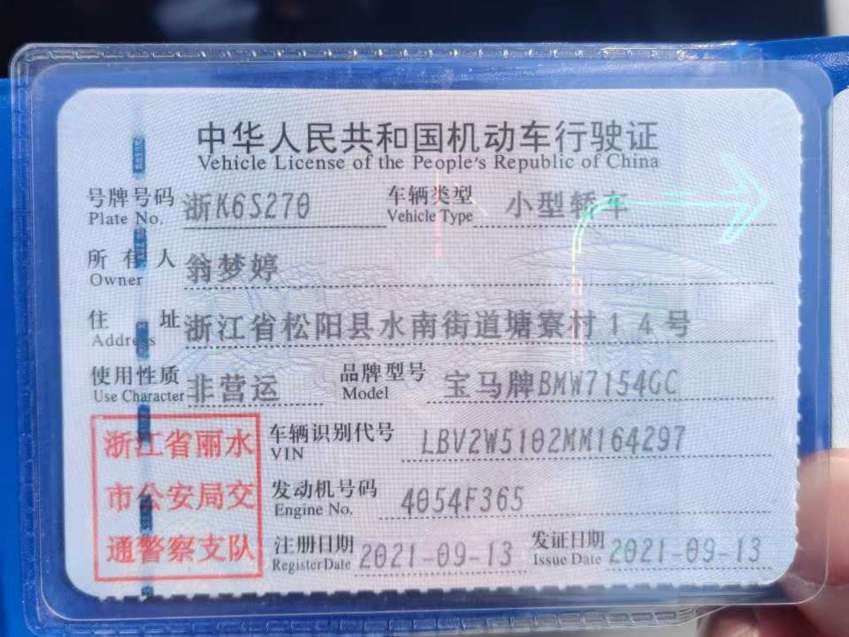 中华人民共和国机动车行驶证
Vehicle License of the People's Republic of China
号牌号码 浙K6S270 车辆类型 小型轿车
Plate No. Vehicle Type
所有人 翁梦婷
Owner
住址 浙江省松阳县水南街道塘寮村14号
Address
使用性质 非营运 品牌型号 宝马牌BMW7154GC
Use Character Model
浙江省丽水
市公安局交
通警察支队
车辆识别代号 LBV2W5102MM164297
VIN
发动机号码 4054F365
Engine No.
注册日期 2021-09-13 发证日期 2021-09-13
Register Date Issue Date